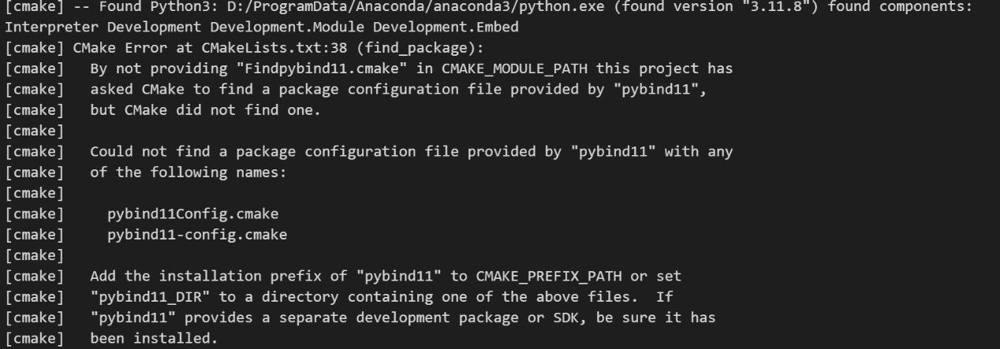 [cmake] -- Found Python3: D:/ProgramData/Anaconda/anaconda3/python.exe (found version "3.11.8") found components:
Interpreter Development Development.Module Development.Embed
[cmake] CMake Error at CMakeLists.txt:38 (find_package):
[cmake]   By not providing "Findpybind11.cmake" in CMAKE_MODULE_PATH this project has
[cmake]   asked CMake to find a package configuration file provided by "pybind11",
[cmake]   but CMake did not find one.
[cmake]
[cmake]   Could not find a package configuration file provided by "pybind11" with any
[cmake]   of the following names:
[cmake]
[cmake]     pybind11Config.cmake
[cmake]     pybind11-config.cmake
[cmake]
[cmake]   Add the installation prefix of "pybind11" to CMAKE_PREFIX_PATH or set
[cmake]   "pybind11_DIR" to a directory containing one of the above files.  If
[cmake]   "pybind11" provides a separate development package or SDK, be sure it has
[cmake]   been installed.